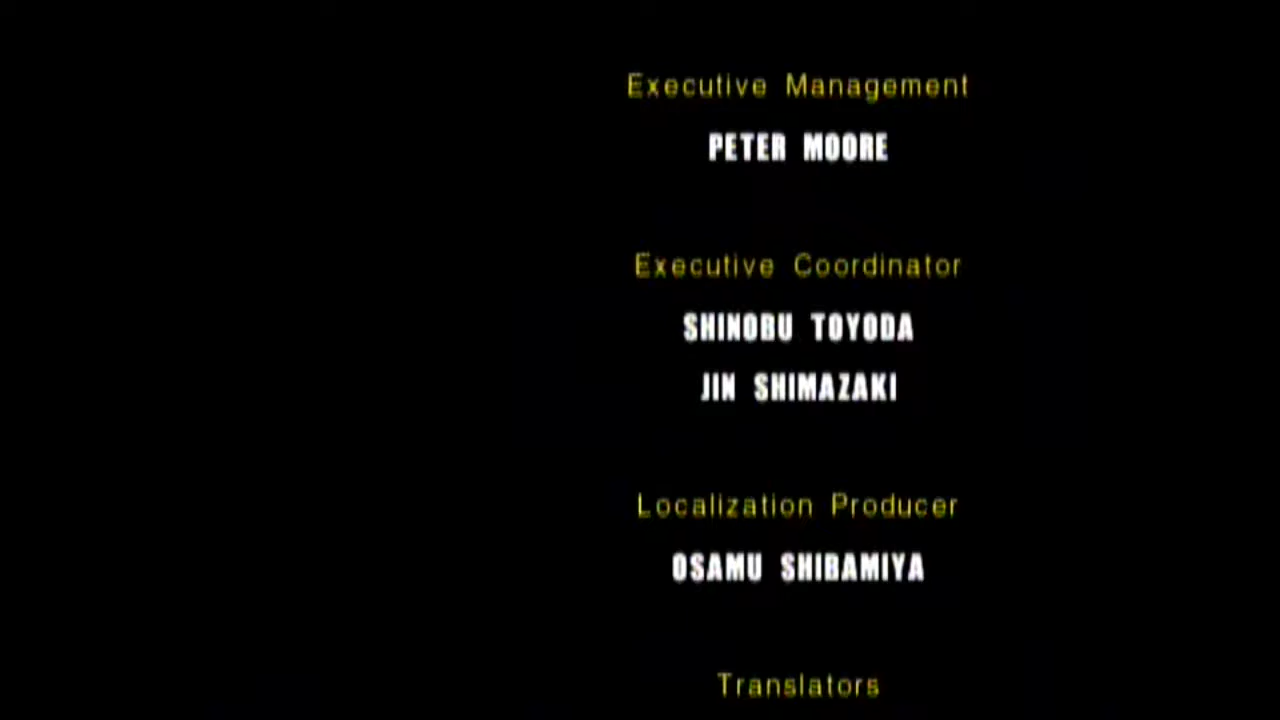 Executive Management
PETER MOORE
Executive Coordinator
SHINOBU TOYODA
JIN SHIMAZAKI
Localization Producer
OSAMU SHIBAMIYA
Translators